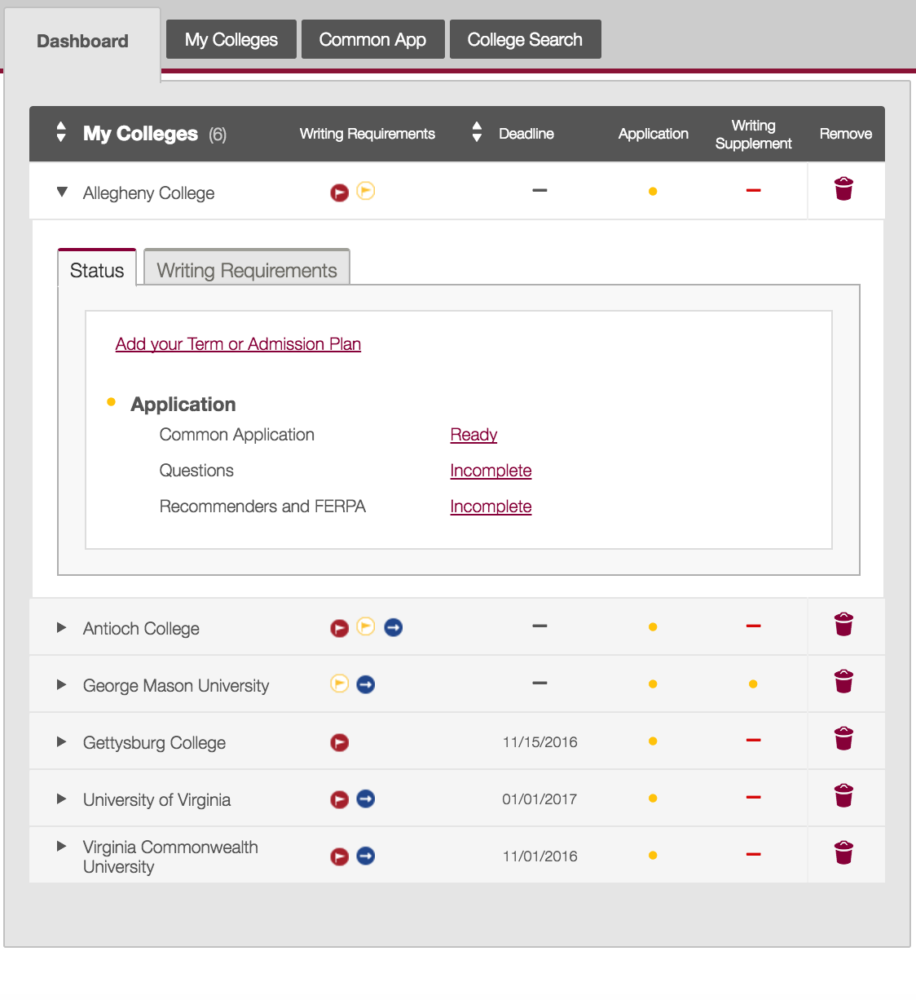 Dashboard
My Colleges
Common App
College Search
My Colleges (6)
Writing Requirements
Deadline
Application
Writing
Supplement
Remove
Allegheny College
Status
Writing Requirements
Add your Term or Admission Plan
Application
Common Application Ready
Questions Incomplete
Recommenders and FERPA Incomplete
Antioch College
George Mason University
Gettysburg College 11/15/2016
University of Virginia 01/01/2017
Virginia Commonwealth
University
11/01/2016